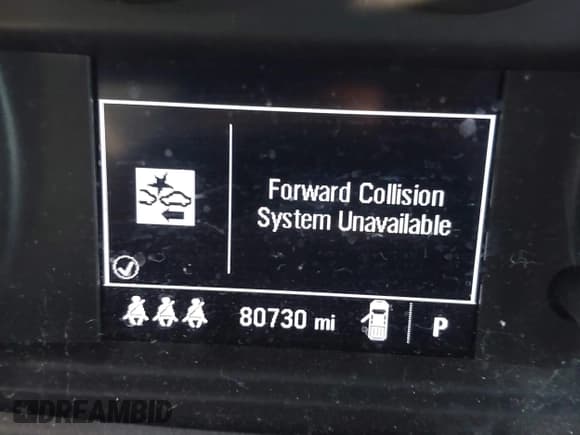 Forward Collision
System Unavailable
80730 mi
P
DREAMBID